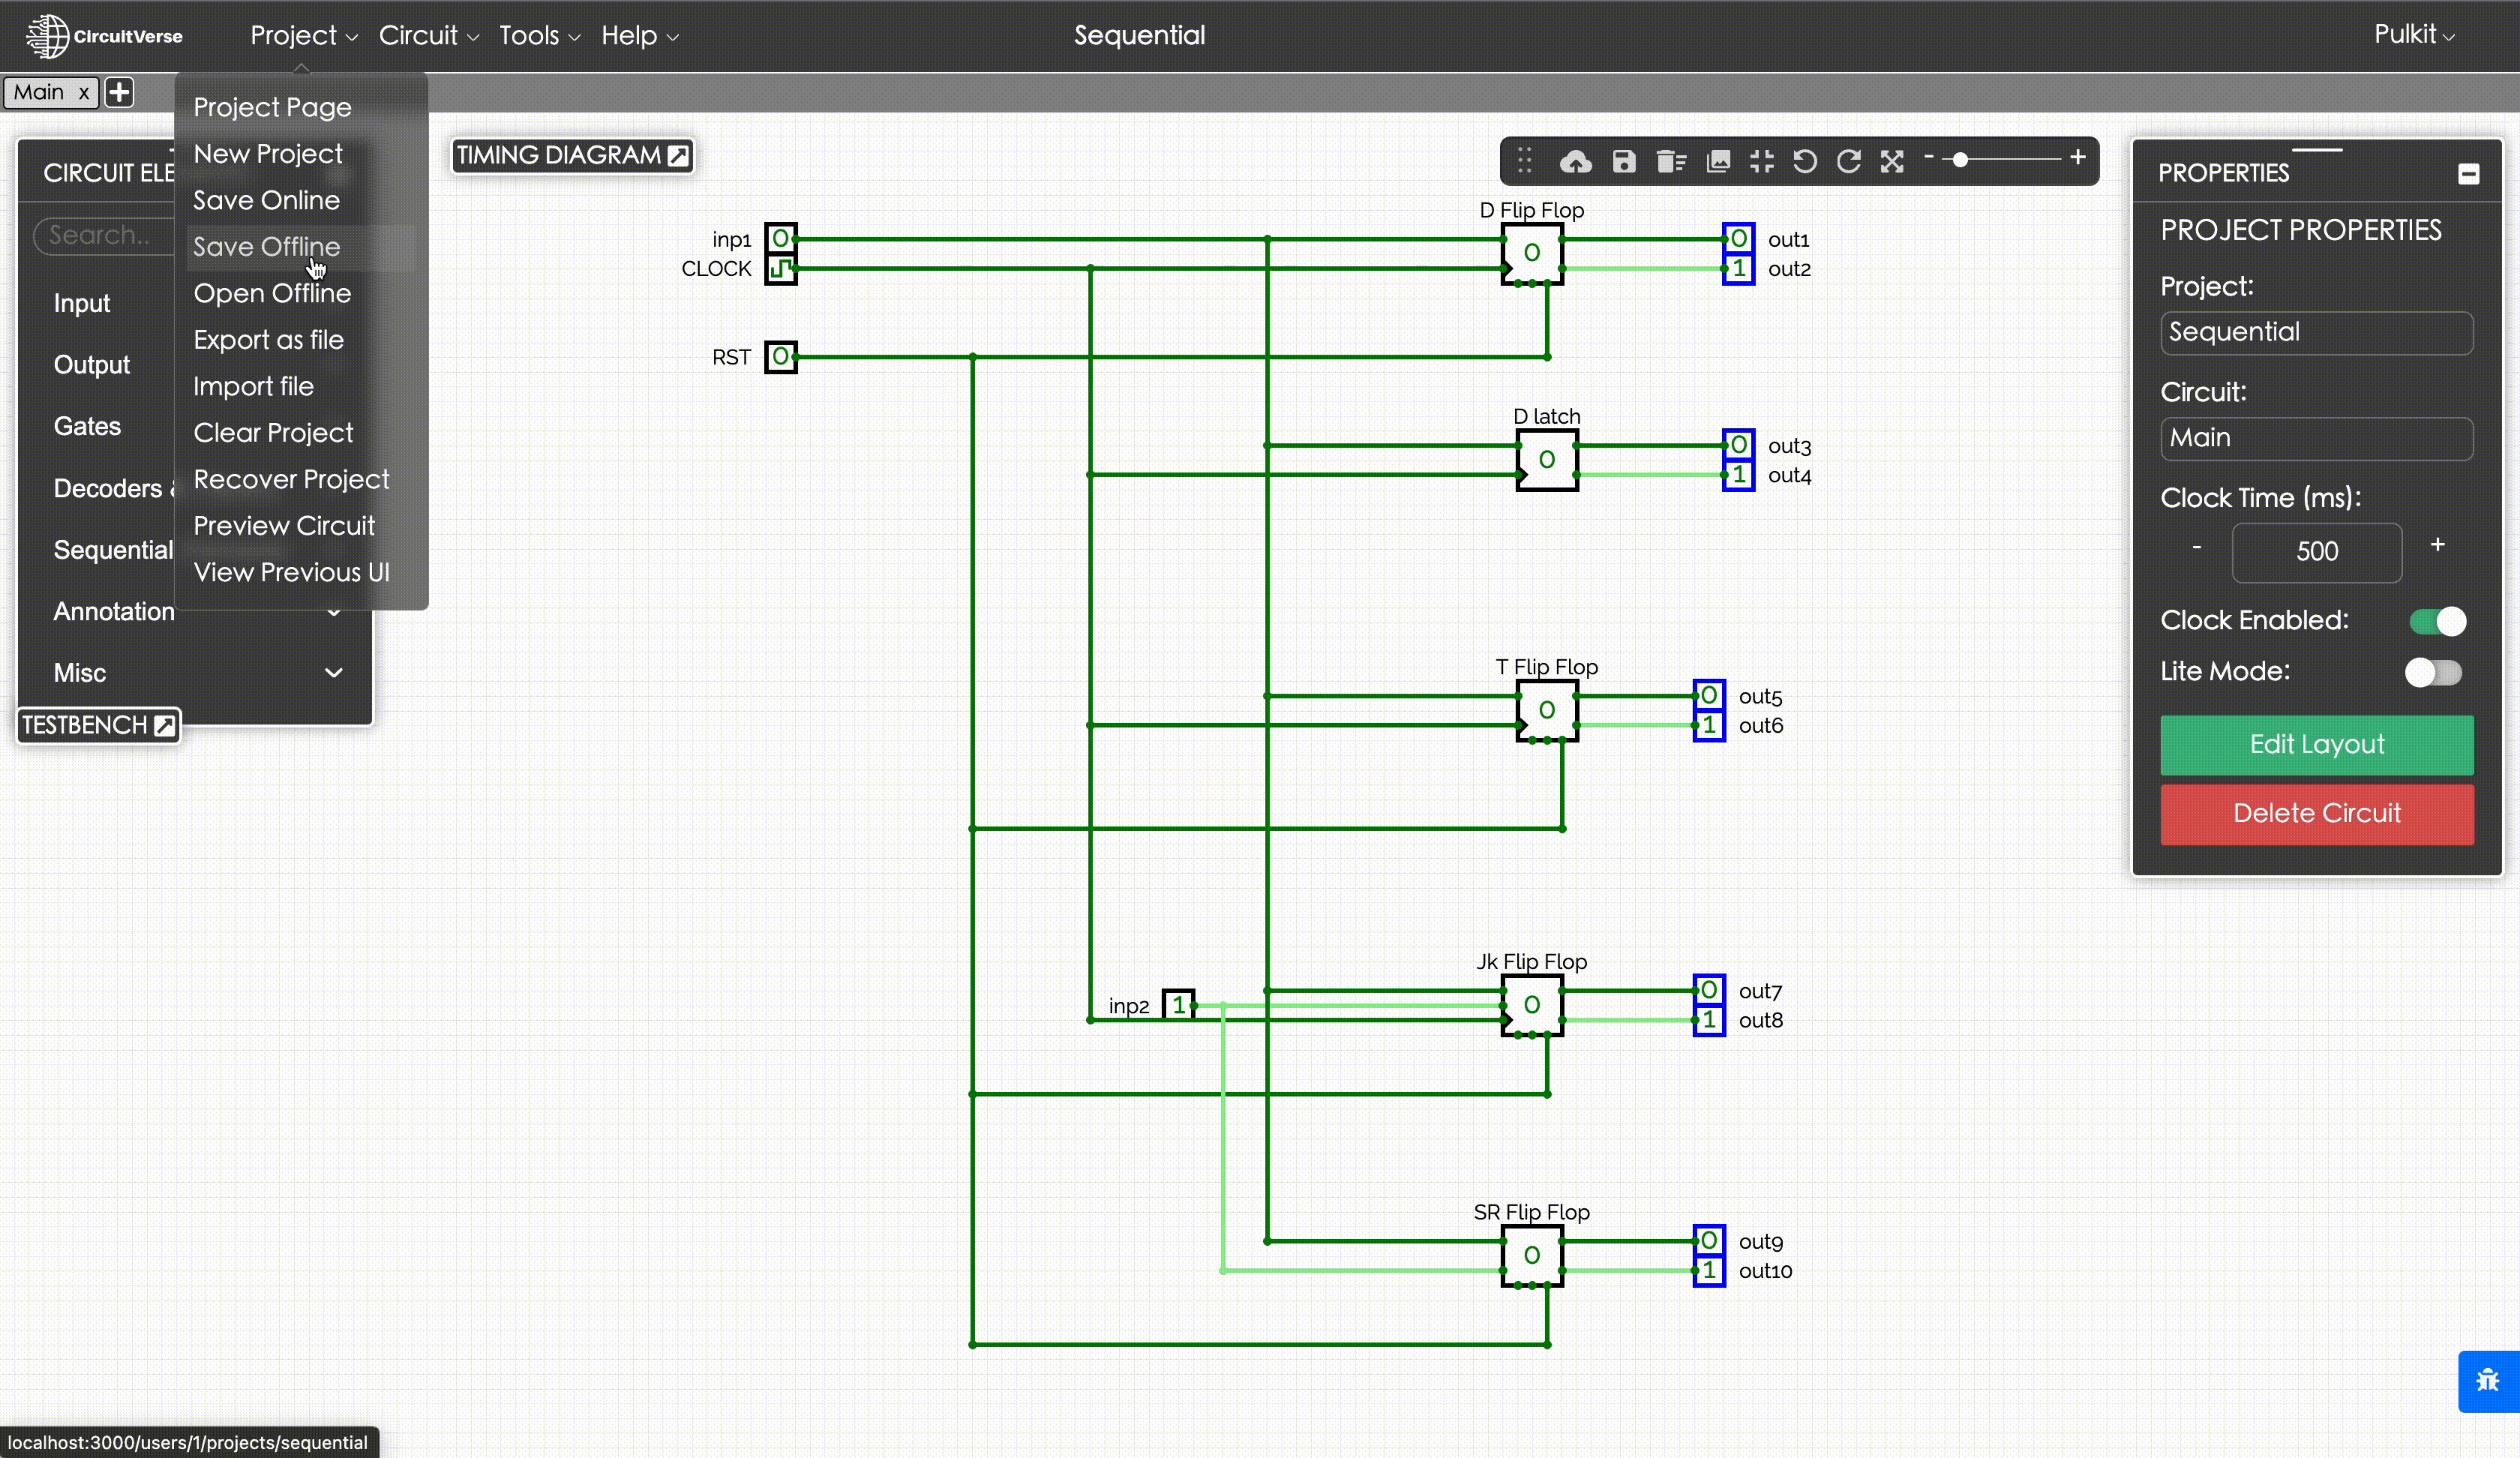 CircuitVerse
Project
Circuit
Tools
Help
Sequential
Pulkit
Main x
Project Page
New Project
Save Online
Save Offline
Open Offline
Export as file
Import file
Clear Project
Recover Project
Preview Circuit
View Previous UI
CIRCUIT ELE
Search..
Input
Output
Gates
Decoders &
Sequential
Annotation
Misc
TESTBENCH
TIMING DIAGRAM
- +
inp1 0
CLOCK
RST 0
D Flip Flop
0
0 out1
1 out2
D latch
0
0 out3
1 out4
T Flip Flop
0
0 out5
1 out6
Jk Flip Flop
inp2 1
0
0 out7
1 out8
SR Flip Flop
0
0 out9
1 out10
PROPERTIES
PROJECT PROPERTIES
Project:
Sequential
Circuit:
Main
Clock Time (ms):
- 500 +
Clock Enabled:
Lite Mode:
Edit Layout
Delete Circuit
localhost:3000/users/1/projects/sequential